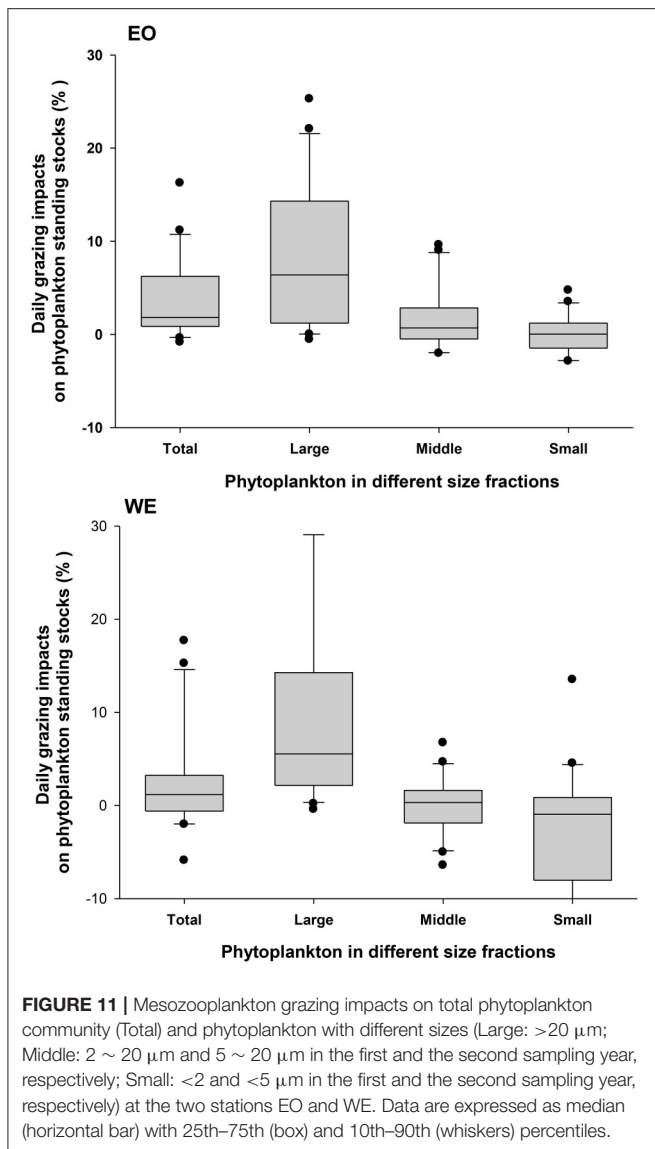 EO
Daily grazing impacts
on phytoplankton standing stocks (% )
30
20
10
0
-10
Total
Large
Middle
Small
Phytoplankton in different size fractions
WE
Daily grazing impacts
on phytoplankton standing stocks (% )
30
20
10
0
-10
Total
Large
Middle
Small
Phytoplankton in different size fractions
FIGURE 11 | Mesozooplankton grazing impacts on total phytoplankton
community (Total) and phytoplankton with different sizes (Large: >20 μm;
Middle: 2 ∼ 20 μm and 5 ∼ 20 μm in the first and the second sampling year,
respectively; Small: <2 and <5 μm in the first and the second sampling year,
respectively) at the two stations EO and WE. Data are expressed as median
(horizontal bar) with 25th–75th (box) and 10th–90th (whiskers) percentiles.